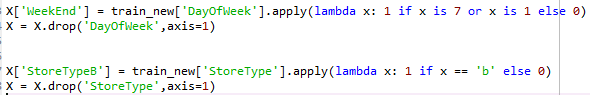 X['WeekEnd'] = train_new['DayOfWeek'].apply(lambda x: 1 if x is 7 or x is 1 else 0)
X = X.drop('DayOfWeek',axis=1)
X['StoreTypeB'] = train_new['StoreType'].apply(lambda x: 1 if x == 'b' else 0)
X = X.drop('StoreType',axis=1)